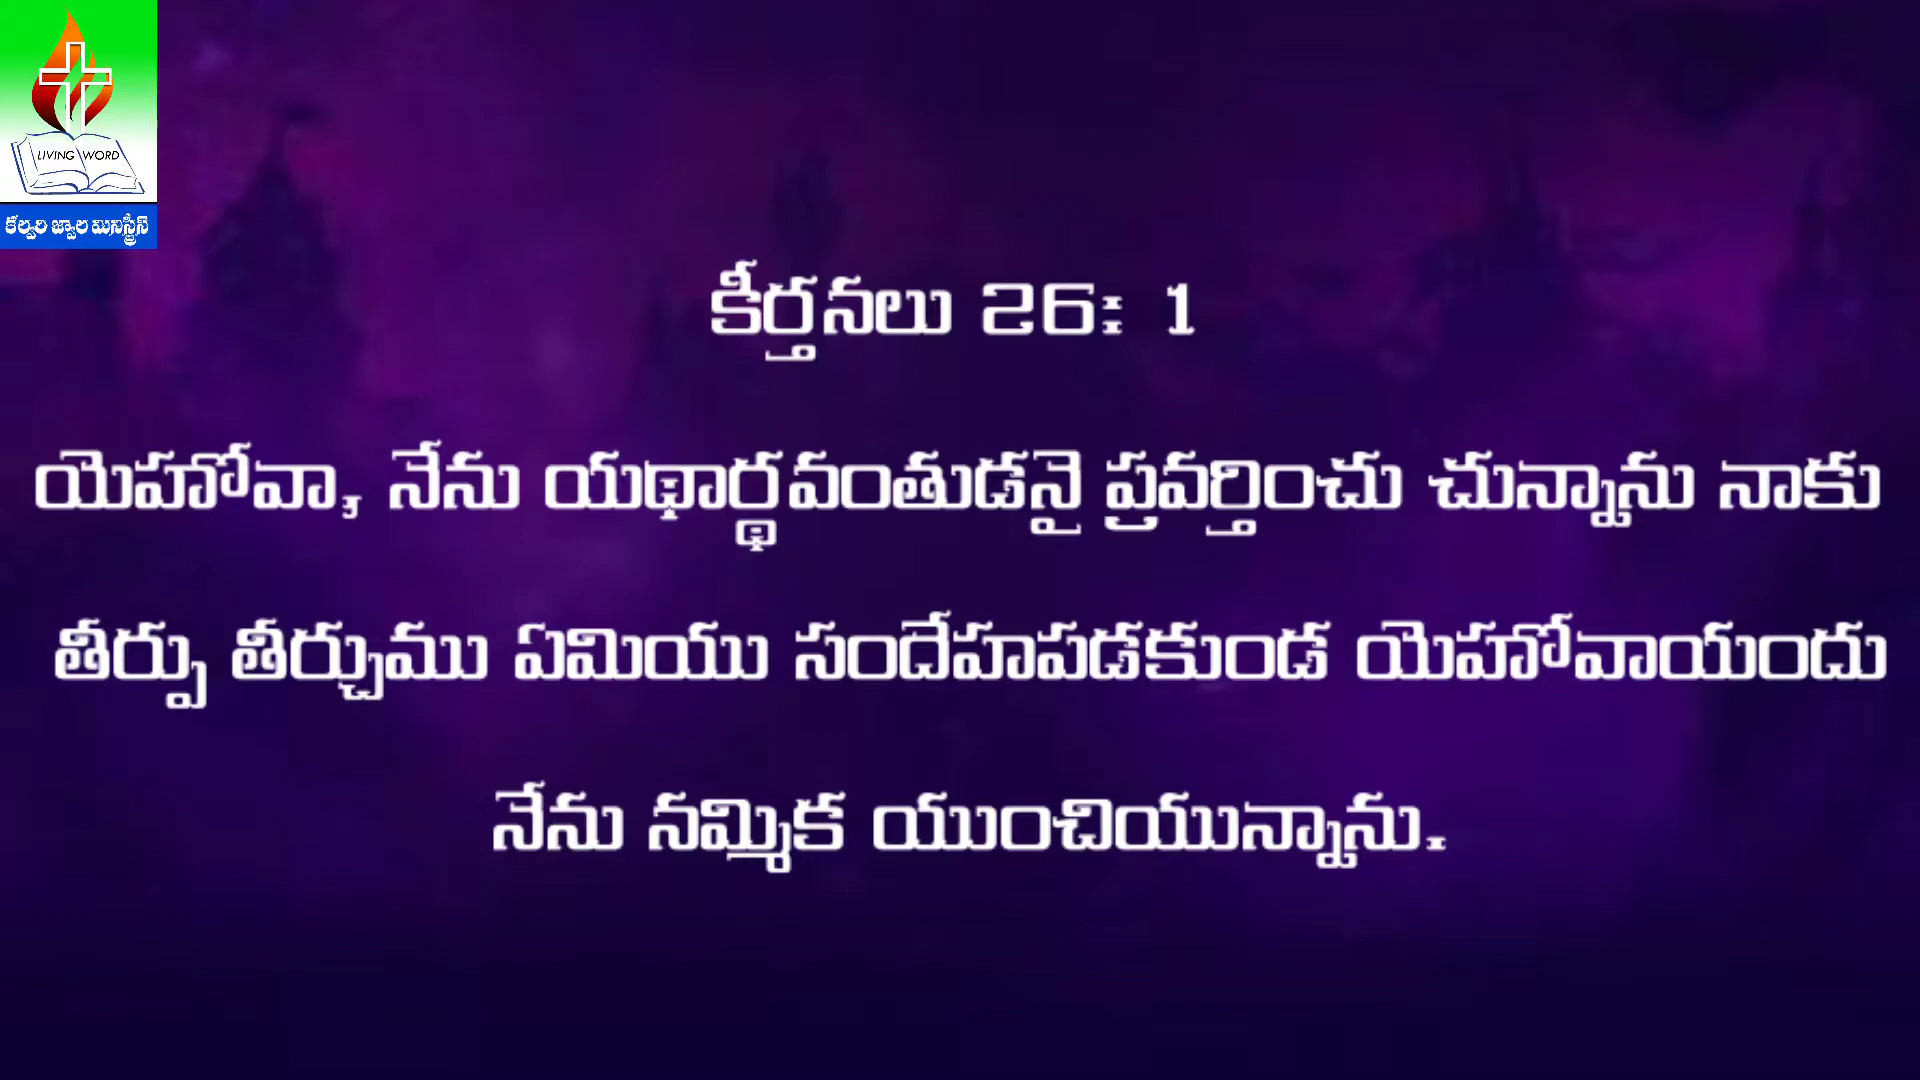 LIVING WORD
కల్వరి జ్వాల మినిస్ట్రీస్
కీర్తనలు 26: 1
యెహోవా, నేను యథార్థవంతుడనై ప్రవర్తించు చున్నాను నాకు
తీర్పు తీర్చుము ఏమియు సందేహపడకుండ యెహోవాయందు
నేను నమ్మిక యుంచియున్నాను.